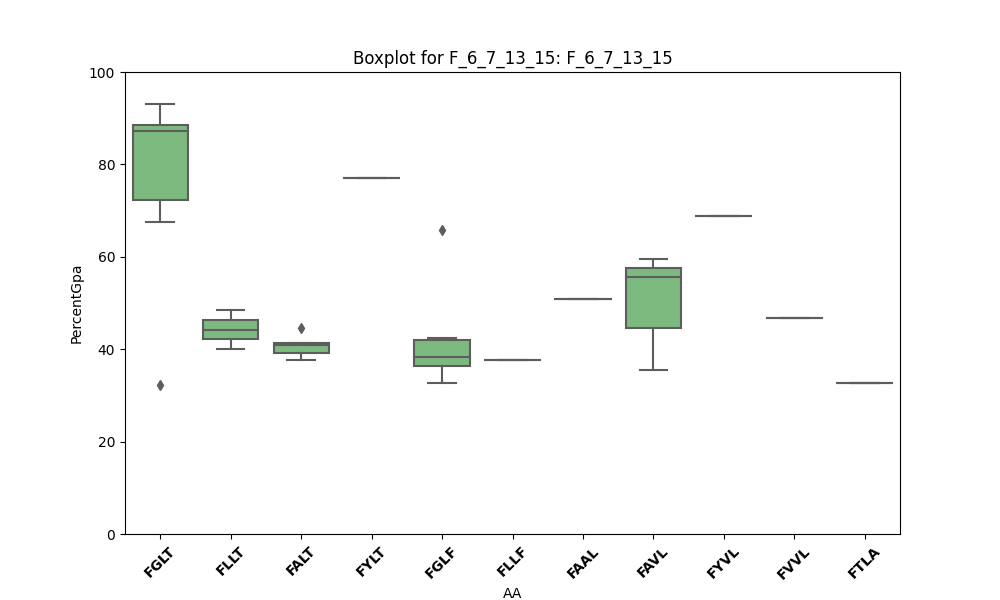 Boxplot for F_6_7_13_15: F_6_7_13_15
100
80
60
40
20
0
PercentGpa
FGLT FLLT FALT FYLT FGLF FLLF FAAL FAVL FYVL FVVL FTLA
AA